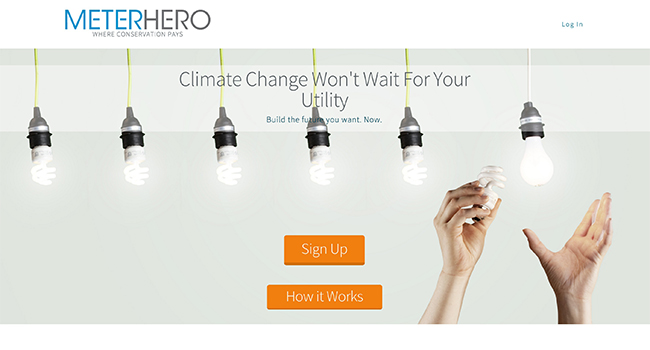 METERHERO
WHERE CONSERVATION PAYS
Log In
Climate Change Won't Wait For Your
Utility
Build the future you want. Now.
Sign Up
How it Works